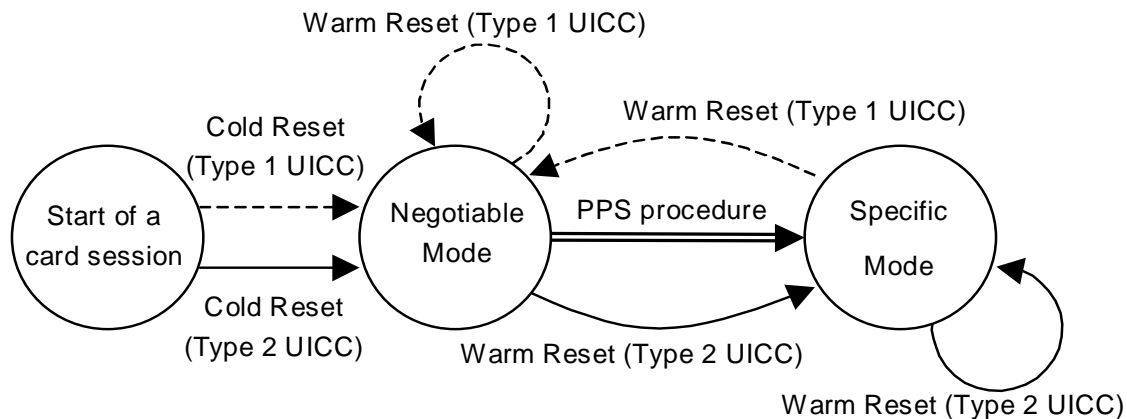 Warm Reset (Type 1 UICC)
Warm Reset (Type 1 UICC)
Cold Reset
(Type 1 UICC)
Start of a
card session
Negotiable
Mode
PPS procedure
Specific
Mode
Cold Reset
(Type 2 UICC)
Warm Reset (Type 2 UICC)
Warm Reset (Type 2 UICC)